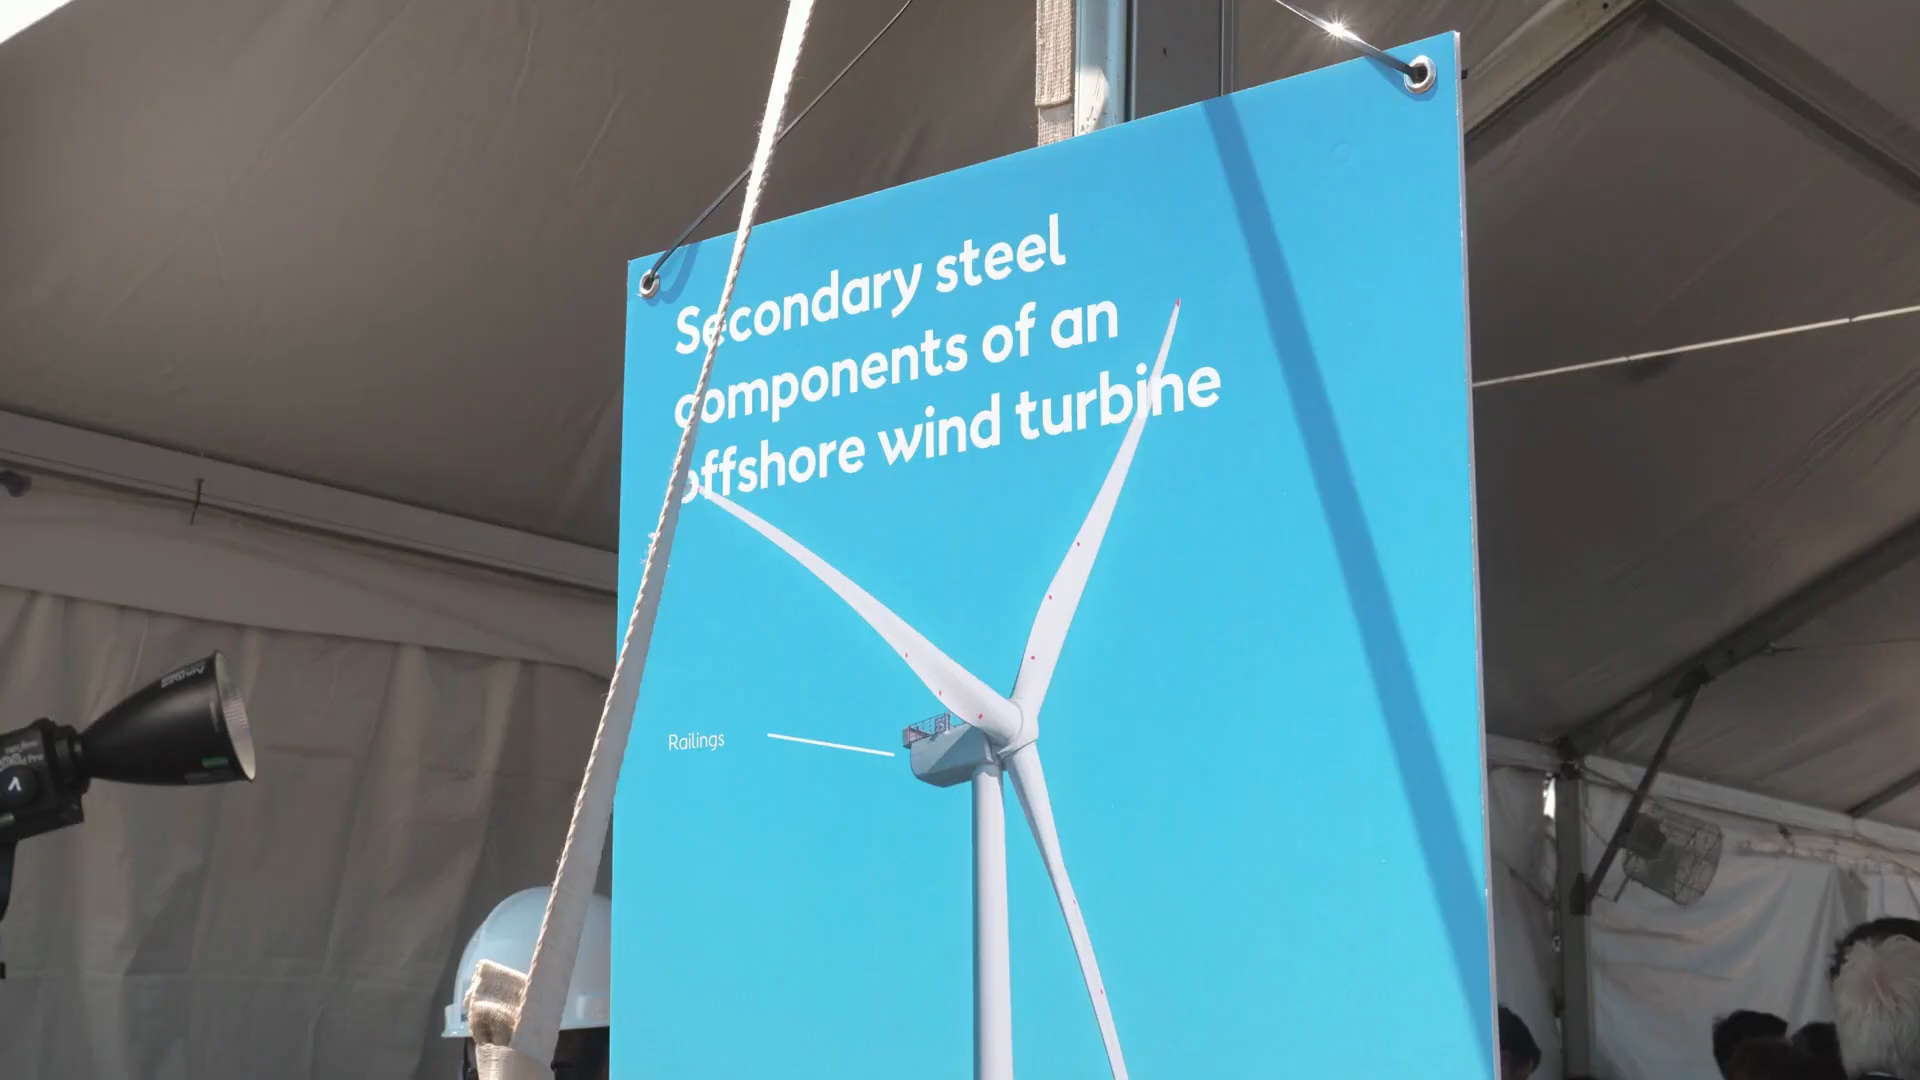 Secondary steel
components of an
offshore wind turbine
Railings